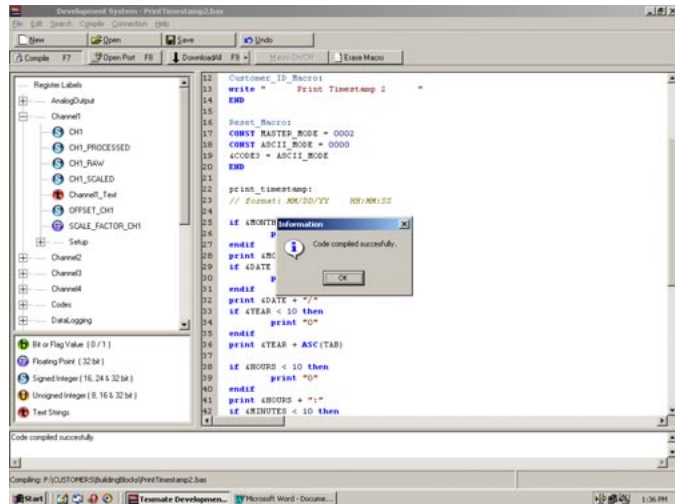 Development System - PrintTimestamp2.bas
File Edit Search Compile Connection Help
New Open Save Undo
Compile F7 Open Port F8 Download/All F9 Macro On/Off Erase Macro
Register Labels
AnalogOutput
Channel1
CH1
CH1_PROCESSED
CH1_RAW
CH1_SCALED
Channel1_Text
OFFSET_CH1
SCALE_FACTOR_CH1
Setup
Channel2
Channel3
Channel4
Codes
DataLogging
Bit or Flag Value ( 0 / 1 )
Floating Point ( 32 bit )
Signed Integer ( 16, 24 & 32 bit )
Unsigned Integer ( 8, 16 & 32 bit )
Text Strings
12 Customer_ID_Macro:
13 write " Print Timestamp 2 "
14 END
15
16 Reset_Macro:
17 CONST MASTER_MODE = 0002
18 CONST ASCII_MODE = 0000
19 &CODE3 = ASCII_MODE
20 END
21
22 print_timestamp:
23 // format: MM/DD/YY HH:MM:SS
24
25 if &MONTH
26 p
27 endif
28 print &MO
29 if &DATE
30 p
31 endif
32 print &DATE + "/"
33 if &YEAR < 10 then
34 print "0"
35 endif
36 print &YEAR + ASC(TAB)
37
38 if &HOURS < 10 then
39 print "0"
40 endif
41 print &HOURS + ":"
42 if &MINUTES < 10 then
Information
Code compiled succesfully.
OK
Code compiled succesfully.
Compiling: P:\CUSTOMERS\BuildingBlocks\PrintTimestamp2.bas
Start Texmate Developmen... Microsoft Word - Docume... 1:36 PM